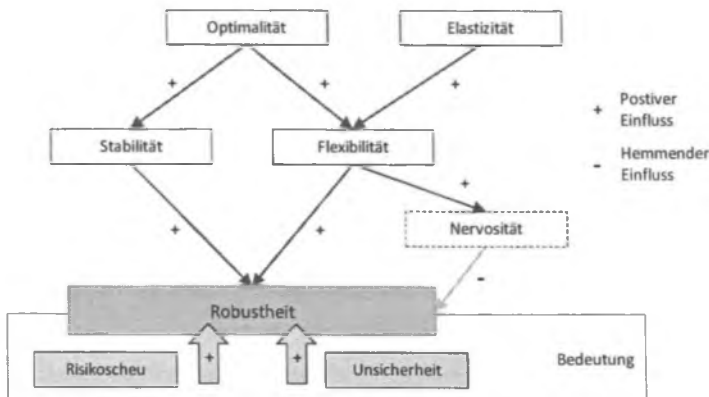 Optimalität
Elastizität
+
+
+
+ Postiver
Einfluss
Stabilität
Flexibilität
- Hemmender
Einfluss
+
+
+
Nervosität
-
Robustheit
+
+
Risikoscheu
Unsicherheit
Bedeutung